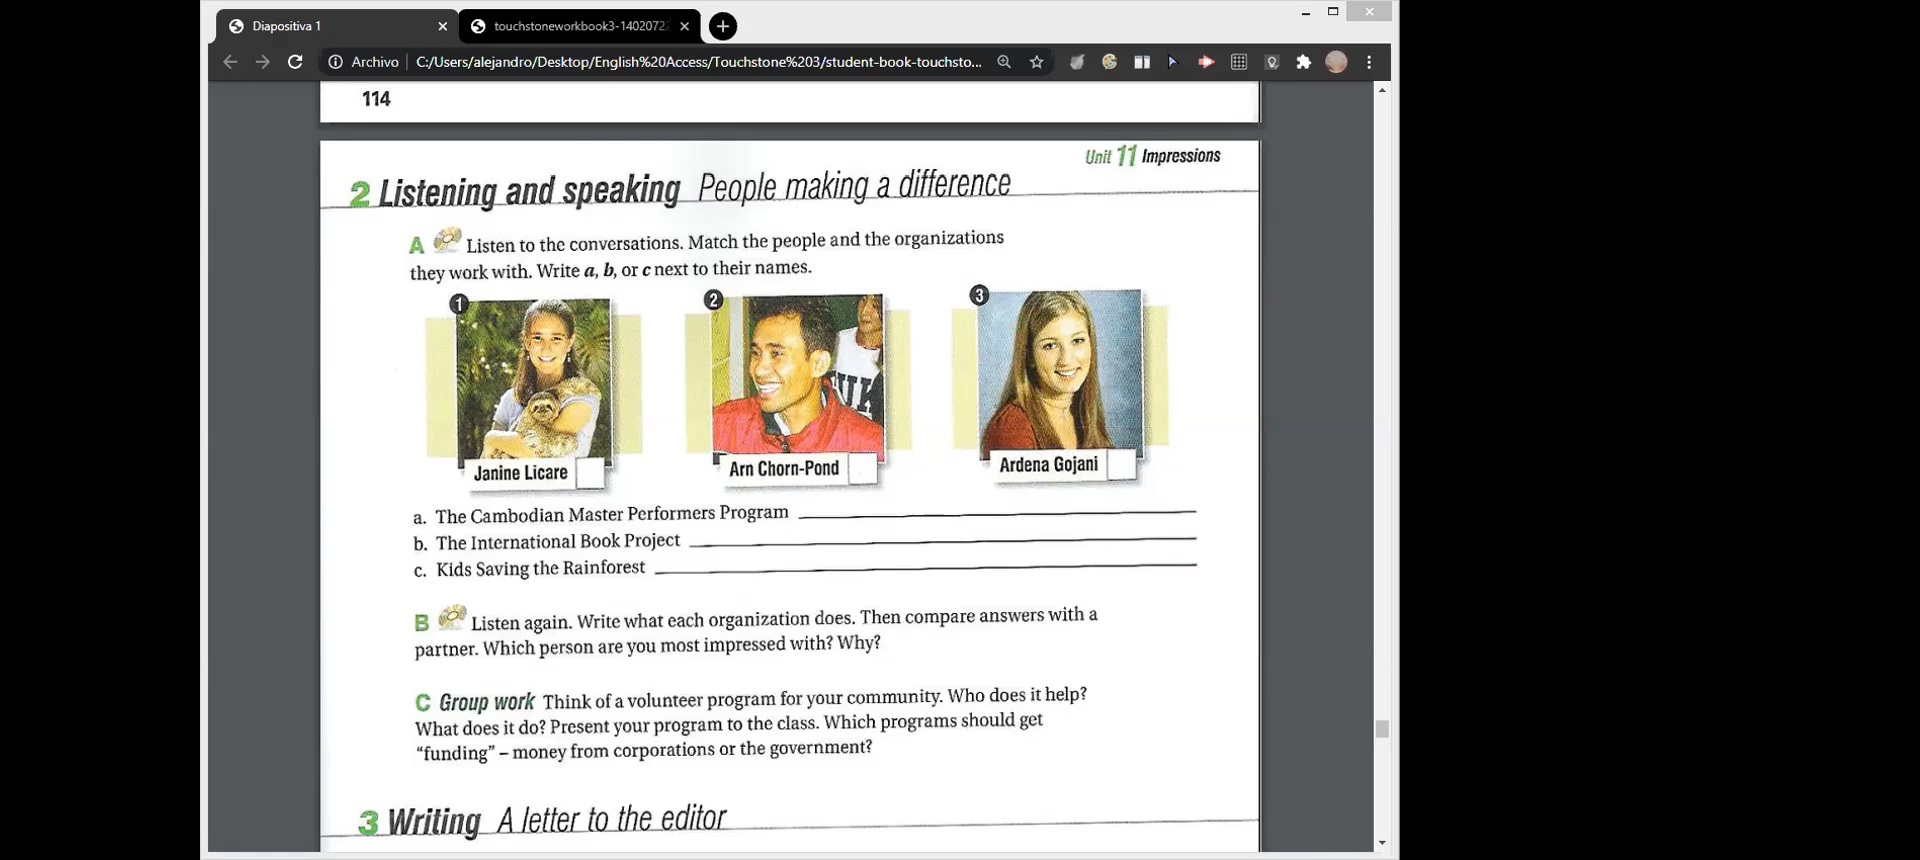 Diapositiva 1
touchstoneworkbook3-1402072
Archivo
C:/Users/alejandro/Desktop/English%20Access/Touchstone%203/student-book-touchsto...
114
Unit 11 Impressions
2 Listening and speaking People making a difference
A Listen to the conversations. Match the people and the organizations
they work with. Write a, b, or c next to their names.
1
2
3
Janine Licare
Arn Chorn-Pond
Ardena Gojani
a. The Cambodian Master Performers Program
b. The International Book Project
c. Kids Saving the Rainforest
B Listen again. Write what each organization does. Then compare answers with a
partner. Which person are you most impressed with? Why?
C Group work Think of a volunteer program for your community. Who does it help?
What does it do? Present your program to the class. Which programs should get
“funding” – money from corporations or the government?
3 Writing A letter to the editor